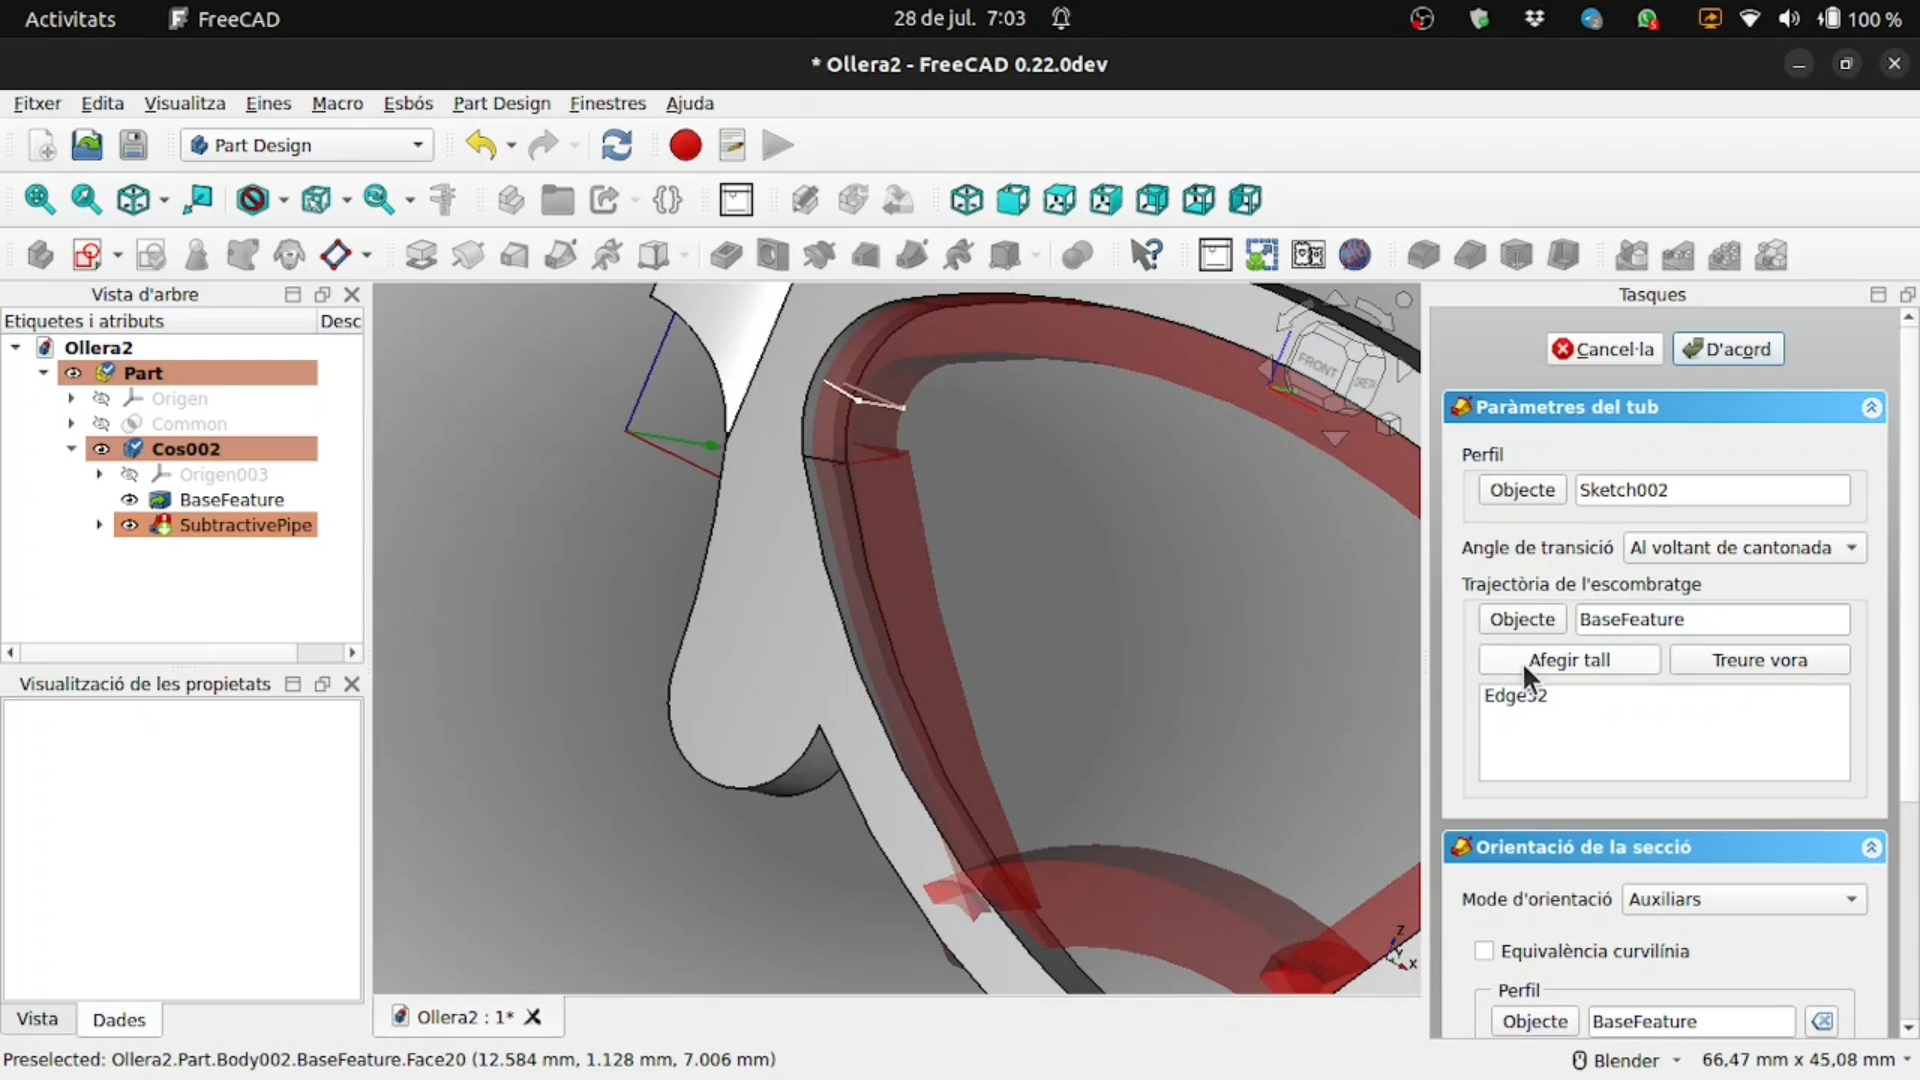 Activitats FreeCAD 28 de jul. 7:03 100 %
* Ollera2 - FreeCAD 0.22.0dev
Fitxer Edita Visualitza Eines Macro Esbós Part Design Finestres Ajuda
Part Design
Vista d'arbre
Etiquetes i atributs Desc
Ollera2
Part
Origen
Common
Cos002
Origen003
BaseFeature
SubtractivePipe
Visualització de les propietats
Vista Dades
FRONT
Z
Y
X
Ollera2 : 1*
Tasques
Cancel·la D'acord
Paràmetres del tub
Perfil
Objecte Sketch002
Angle de transició Al voltant de cantonada
Trajectòria de l'escombratge
Objecte BaseFeature
Afegir tall Treure vora
Edge32
Orientació de la secció
Mode d'orientació Auxiliars
Equivalència curvilínia
Perfil
Objecte BaseFeature
Preselected: Ollera2.Part.Body002.BaseFeature.Face20 (12.584 mm, 1.128 mm, 7.006 mm) Blender 66,47 mm x 45,08 mm